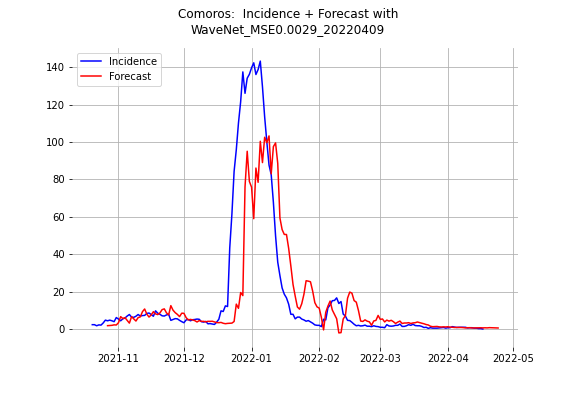 Comoros:  Incidence + Forecast with
WaveNet_MSE0.0029_20220409
Incidence
Forecast
140
120
100
80
60
40
20
0
2021-11 2021-12 2022-01 2022-02 2022-03 2022-04 2022-05